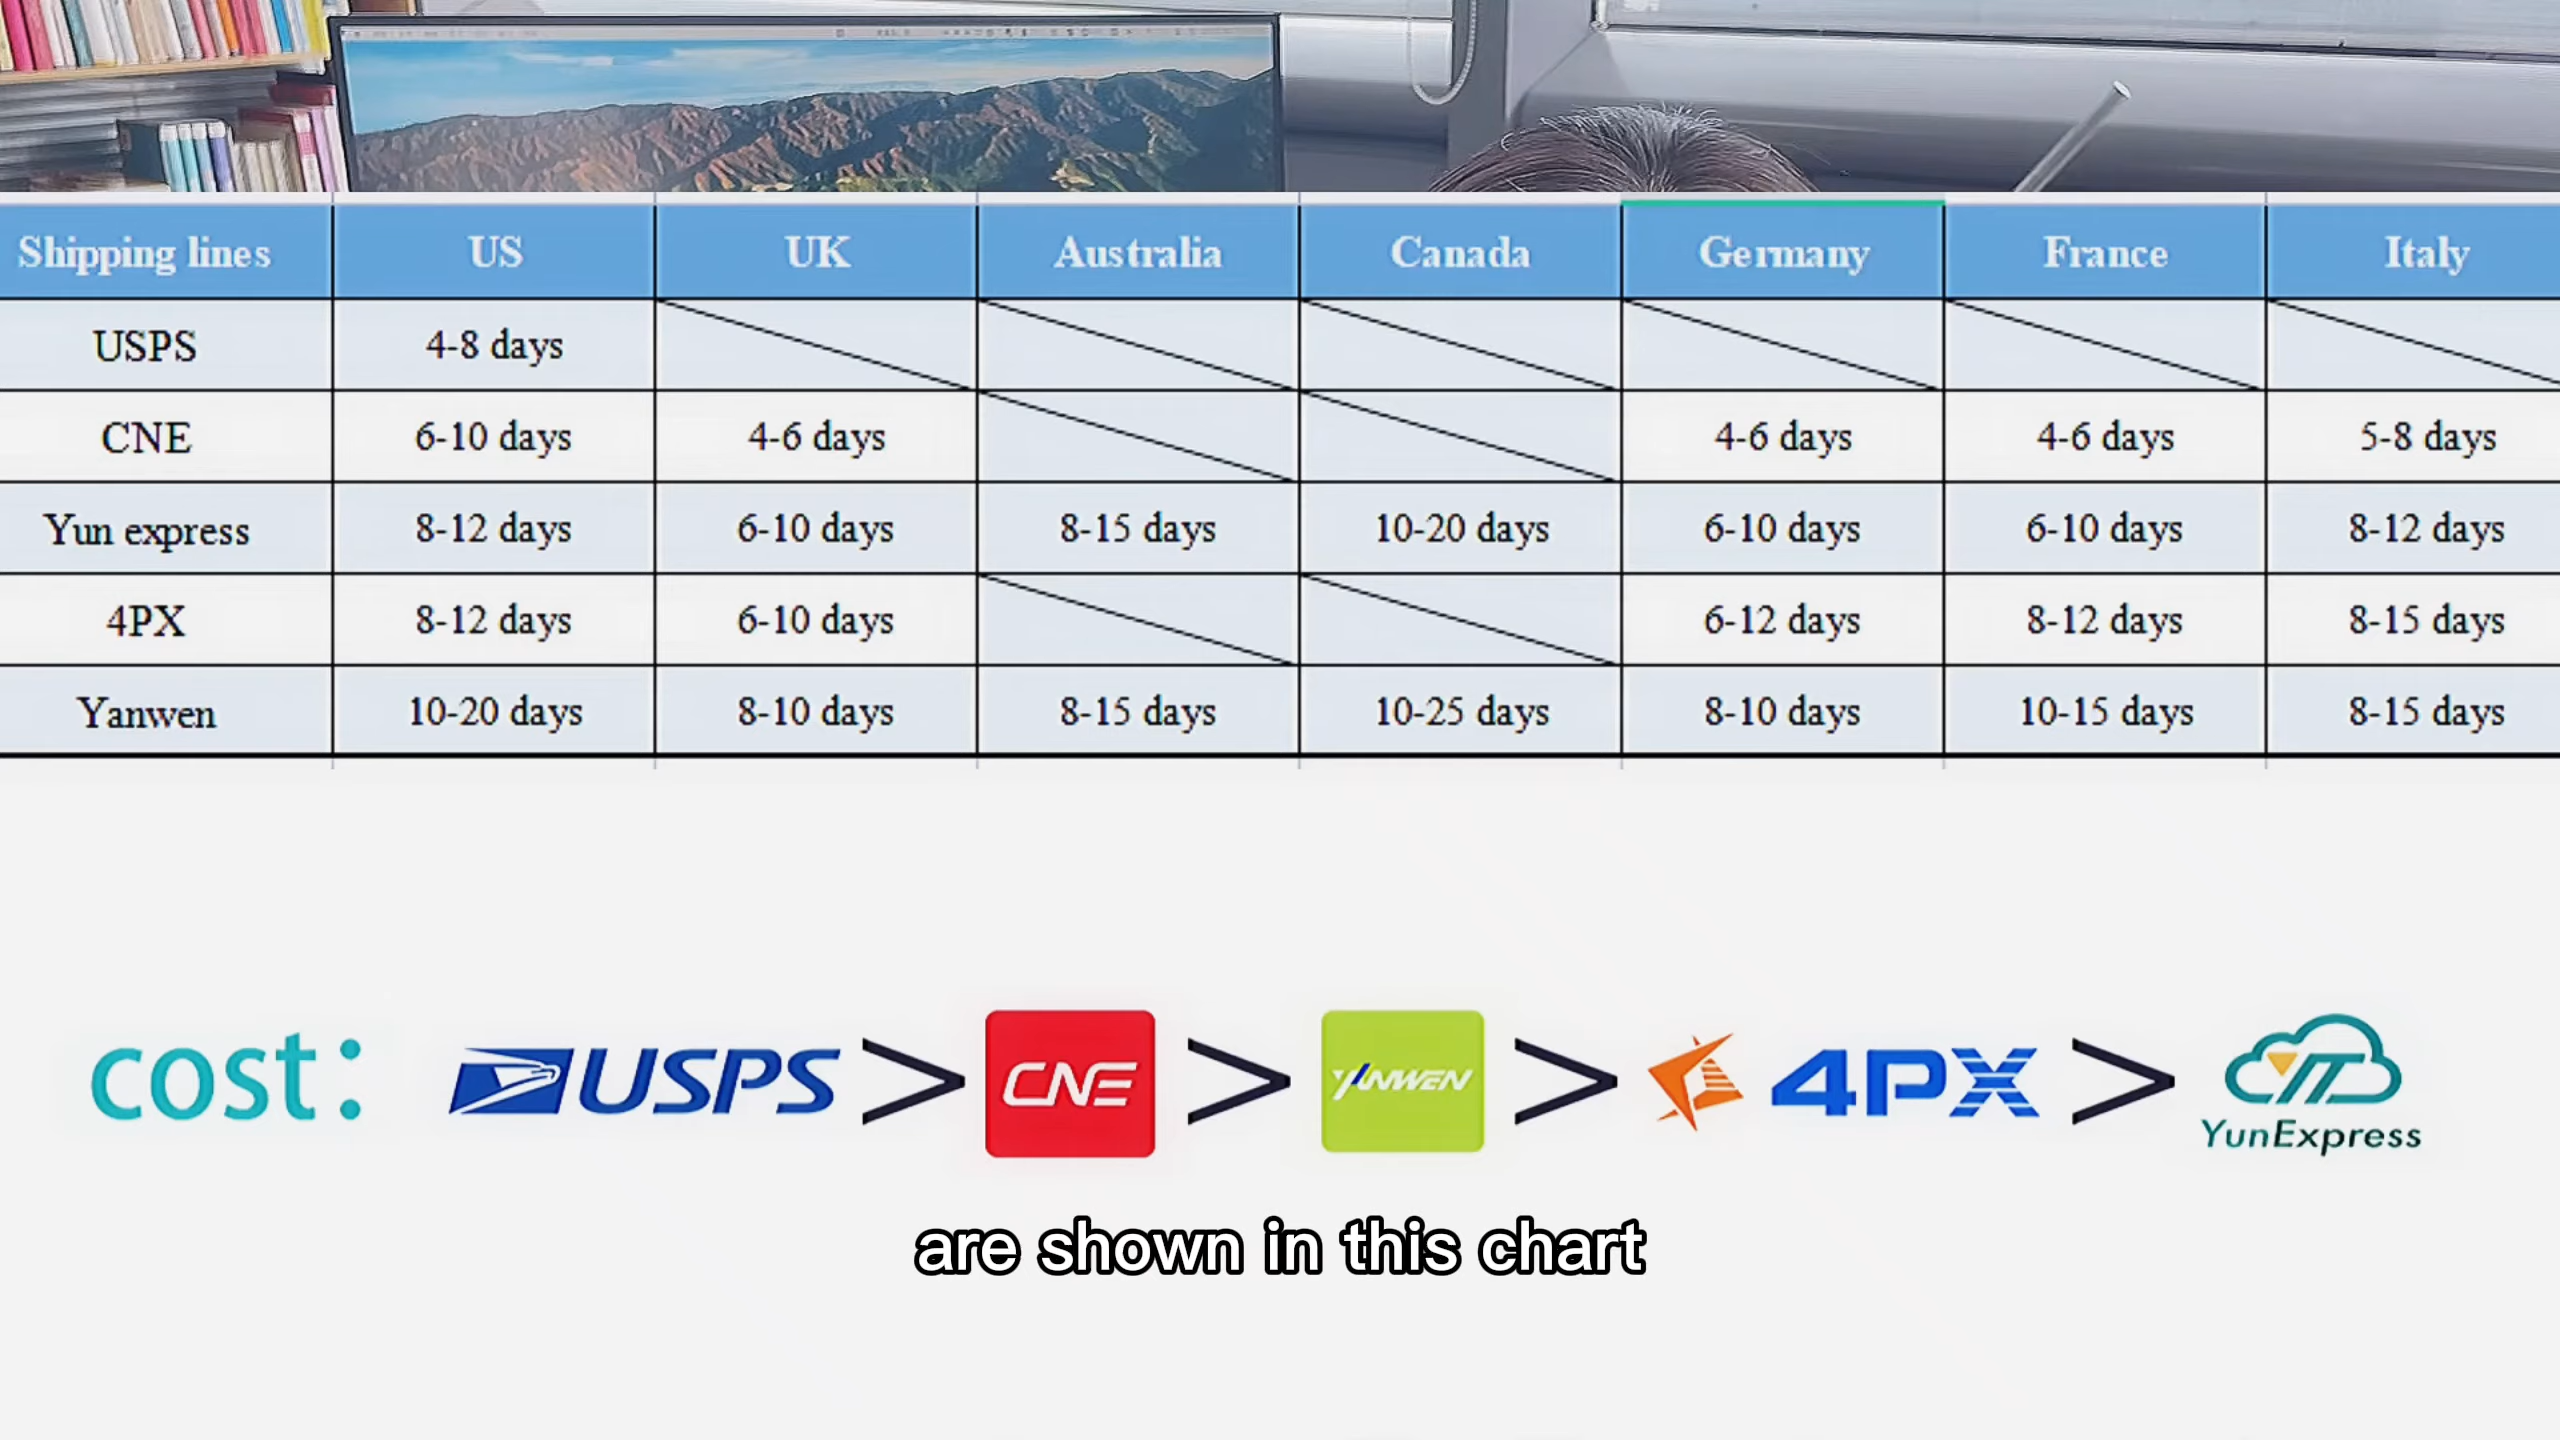 Shipping lines US UK Australia Canada Germany France Italy
USPS 4-8 days
CNE 6-10 days 4-6 days 4-6 days 4-6 days 5-8 days
Yun express 8-12 days 6-10 days 8-15 days 10-20 days 6-10 days 6-10 days 8-12 days
4PX 8-12 days 6-10 days 6-12 days 8-12 days 8-15 days
Yanwen 10-20 days 8-10 days 8-15 days 10-25 days 8-10 days 10-15 days 8-15 days
cost: USPS > CNE > YANWEN > 4PX > YT
YunExpress
are shown in this chart